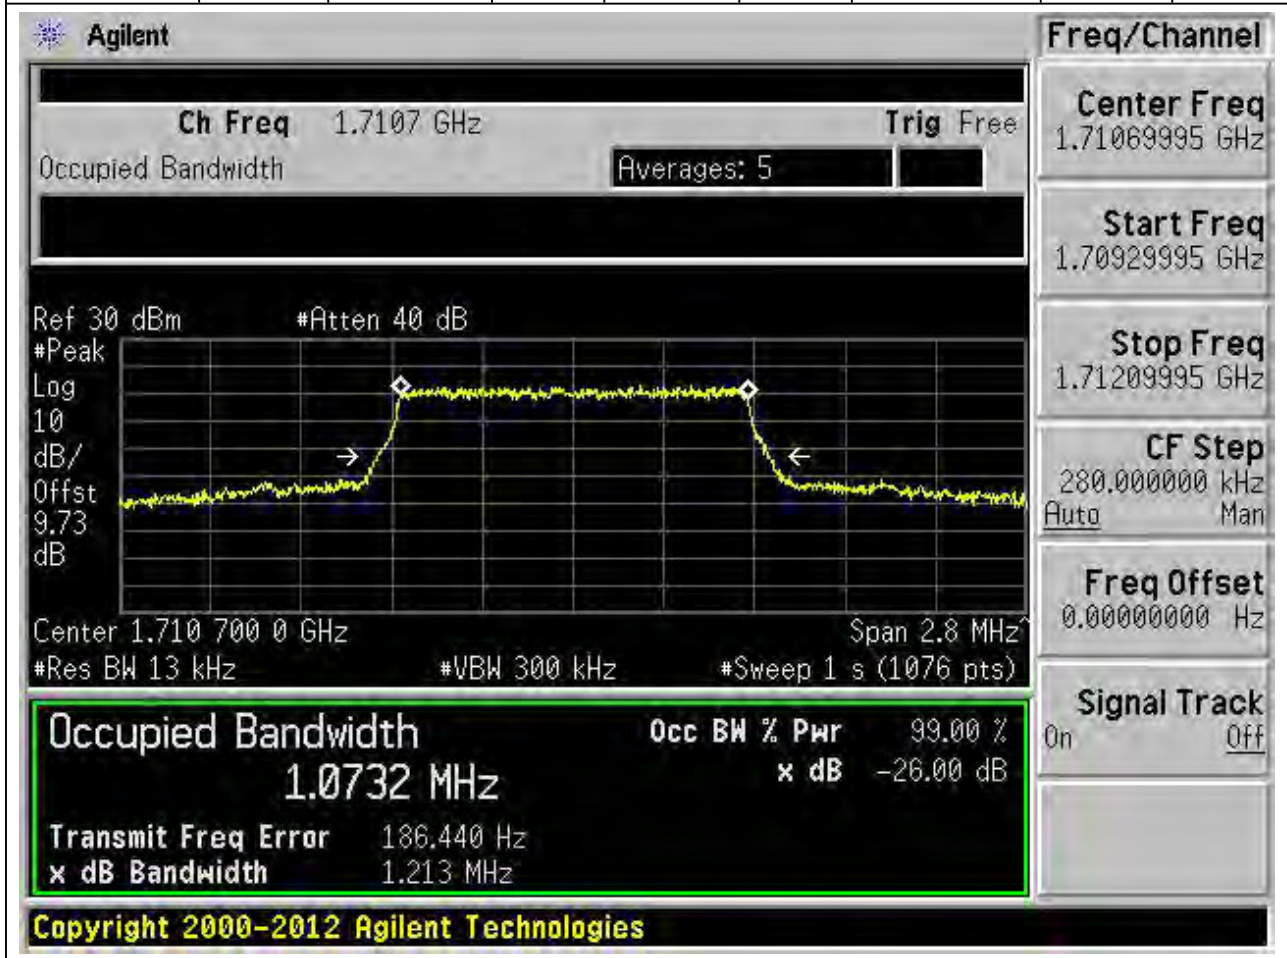 Agilent
Freq/Channel
Ch Freq 1.7107 GHz Trig Free
Occupied Bandwidth Averages: 5
Center Freq
1.71069995 GHz
Start Freq
1.70929995 GHz
Stop Freq
1.71209995 GHz
CF Step
280.000000 kHz
Auto Man
Freq Offset
0.00000000 Hz
Signal Track
On Off
Ref 30 dBm #Atten 40 dB
#Peak
Log
10
dB/
Offst
9.73
dB
Center 1.710 700 0 GHz Span 2.8 MHz^
#Res BW 13 kHz #VBW 300 kHz #Sweep 1 s (1076 pts)
Occupied Bandwidth
1.0732 MHz
Occ BW % Pwr 99.00 %
x dB -26.00 dB
Transmit Freq Error 186.440 Hz
x dB Bandwidth 1.213 MHz
Copyright 2000-2012 Agilent Technologies